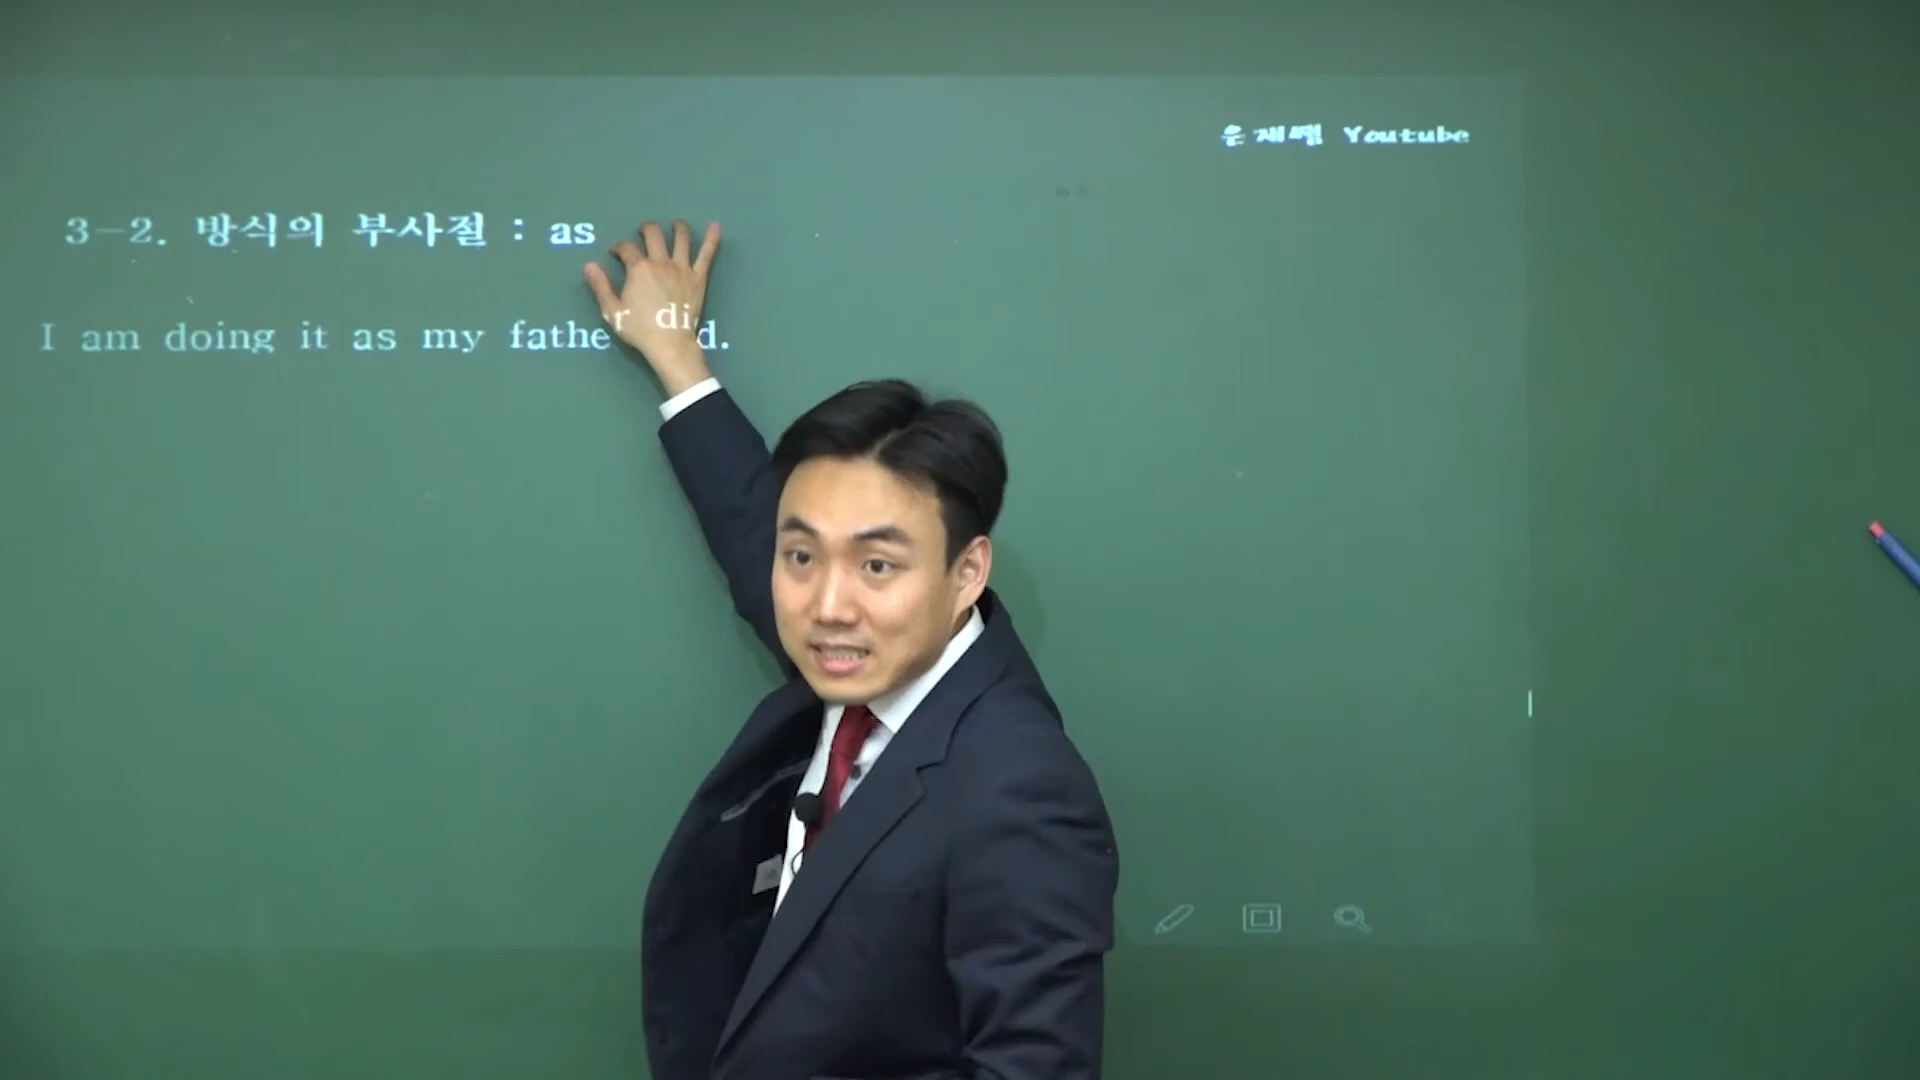 은재쌤 Youtube
3-2. 방식의 부사절 : as
I am doing it as my father did.